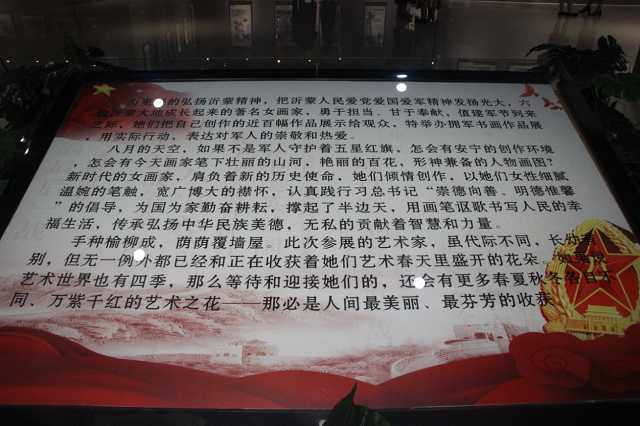 的弘扬沂蒙精神，把沂蒙人民爱党爱国爱军精神发扬光大，六
蒙大地成长起来的著名女画家，勇于担当、甘于奉献，值建军节到来
之际，她们把自己创作的近百幅作品展示给观众，特举办拥军书画作品展
，用实际行动，表达对军人的崇敬和热爱。
八月的天空，如果不是军人守护着五星红旗，怎会有安宁的创作环境
，怎会有今天画家笔下壮丽的山河，艳丽的百花，形神兼备的人物画图？
新时代的女画家，肩负着新的历史使命，她们倾情创作，以她们女性细腻
温婉的笔触，宽广博大的襟怀，认真践行习总书记“崇德向善、明德惟馨
”的倡导，为国为家勤奋耕耘，撑起了半边天，用画笔讴歌书写人民的幸
福生活，传承弘扬中华民族美德，无私的贡献着智慧和力量。
手种榆柳成，荫荫覆墙屋。此次参展的艺术家，虽代际不同，长幼有
别，但无一例外都已经和正在收获着她们艺术春天里盛开的花朵。如果说
艺术世界也有四季，那么等待和迎接她们的，还会有更多春夏秋冬各自不
同、万紫千红的艺术之花——那必是人间最美丽、最芬芳的收获